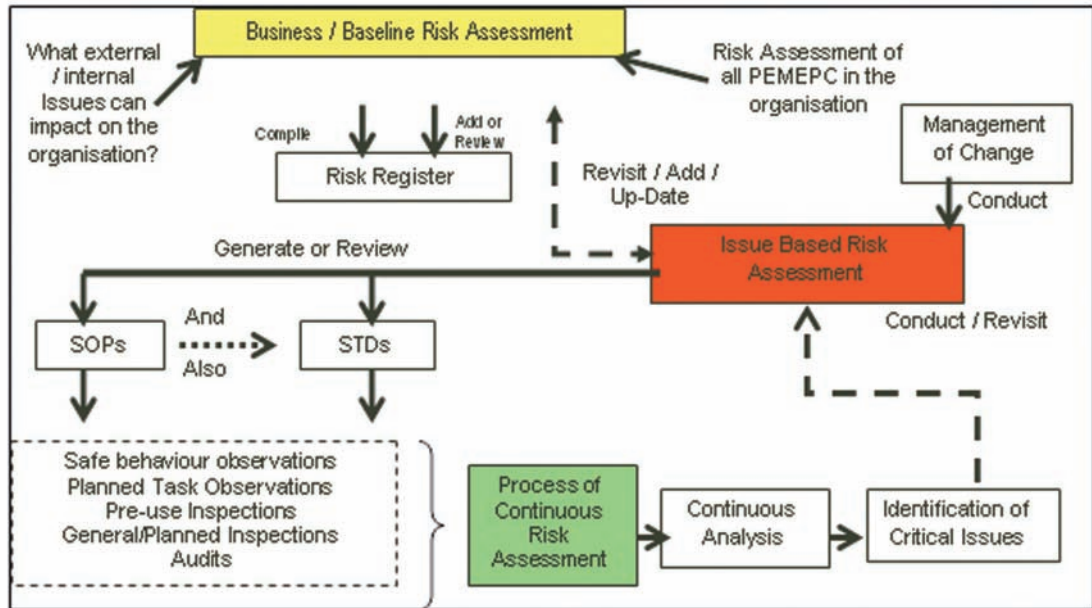 Business / Baseline Risk Assessment
What external
/ internal
Issues can
impact on the
organisation?
Risk Assessment of
all PEMEPC in the
organisation
Compile
Add or
Review
Risk Register
Management
of Change
Revisit / Add /
Up-Date
Conduct
Generate or Review
Issue Based Risk
Assessment
Conduct / Revisit
SOPs
And
Also
STDs
Safe behaviour observations
Planned Task Observations
Pre-use Inspections
General/Planned Inspections
Audits
Process of
Continuous
Risk
Assessment
Continuous
Analysis
Identification of
Critical Issues